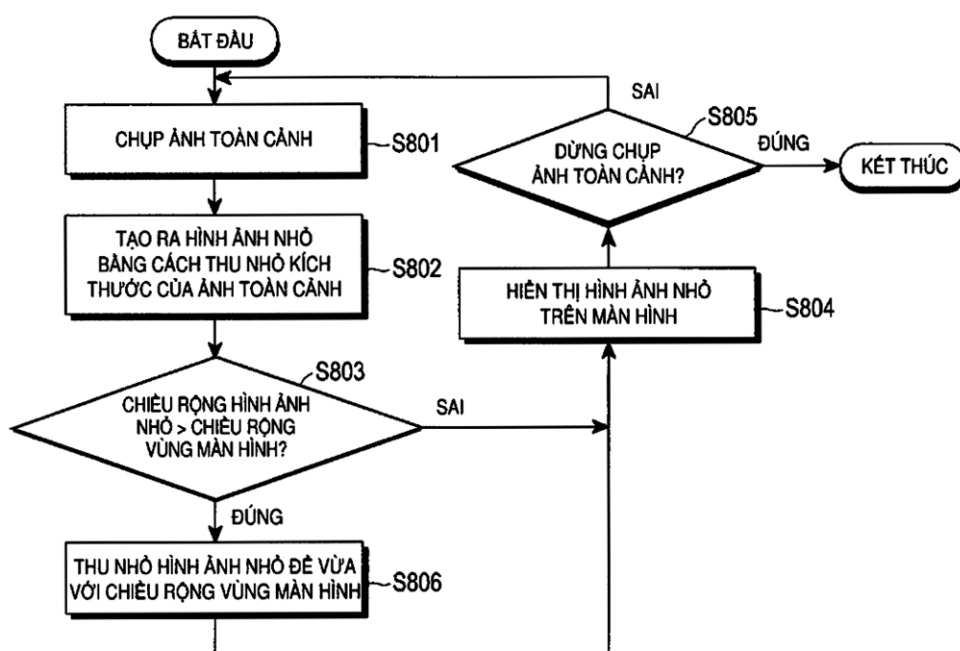 BẮT ĐẦU
CHỤP ẢNH TOÀN CẢNH
S801
TẠO RA HÌNH ẢNH NHỎ
BẰNG CÁCH THU NHỎ KÍCH
THƯỚC CỦA ẢNH TOÀN CẢNH
S802
S803
CHIỀU RỘNG HÌNH ẢNH
NHỎ > CHIỀU RỘNG
VÙNG MÀN HÌNH?
SAI
ĐÚNG
THU NHỎ HÌNH ẢNH NHỎ ĐỂ VỪA
VỚI CHIỀU RỘNG VÙNG MÀN HÌNH
S806
HIỂN THỊ HÌNH ẢNH NHỎ
TRÊN MÀN HÌNH
S804
SAI
S805
DỪNG CHỤP
ẢNH TOÀN CẢNH?
ĐÚNG
KẾT THÚC